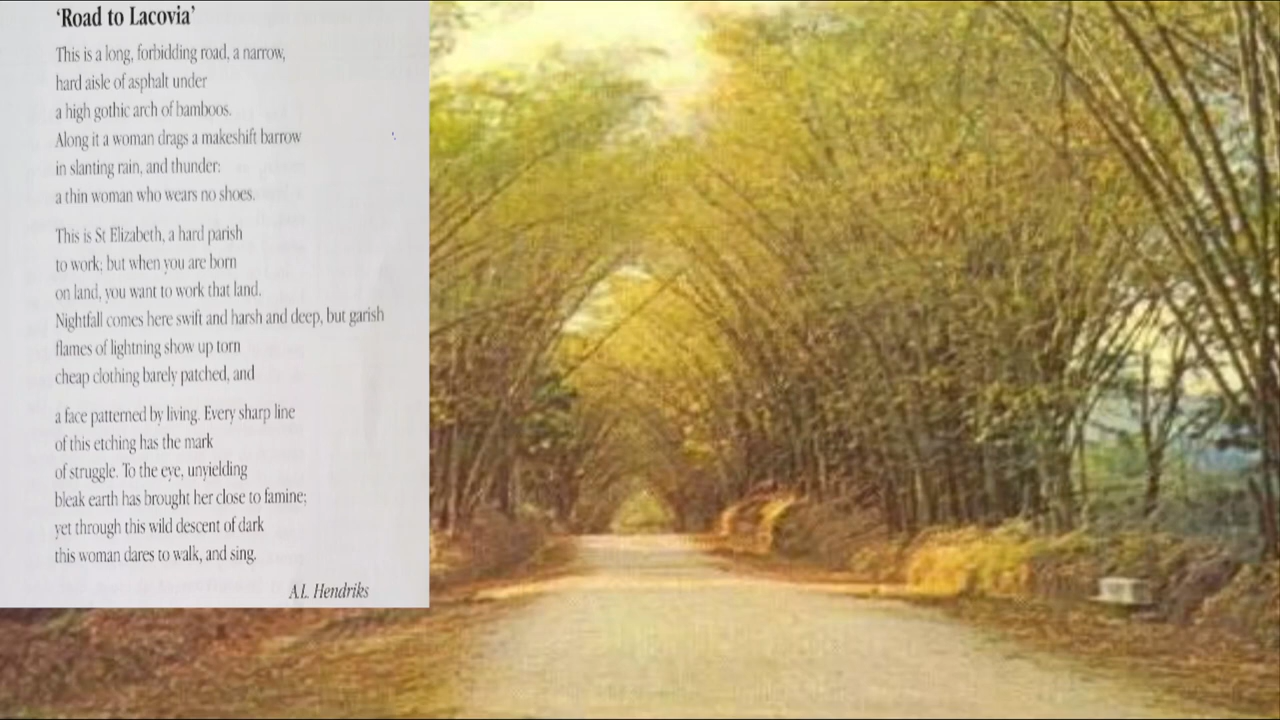 ‘Road to Lacovia’
This is a long, forbidding road, a narrow,
hard aisle of asphalt under
a high gothic arch of bamboos.
Along it a woman drags a makeshift barrow
in slanting rain, and thunder:
a thin woman who wears no shoes.
This is St Elizabeth, a hard parish
to work; but when you are born
on land, you want to work that land.
Nightfall comes here swift and harsh and deep, but garish
flames of lightning show up torn
cheap clothing barely patched, and
a face patterned by living. Every sharp line
of this etching has the mark
of struggle. To the eye, unyielding
bleak earth has brought her close to famine;
yet through this wild descent of dark
this woman dares to walk, and sing.
A.L. Hendriks